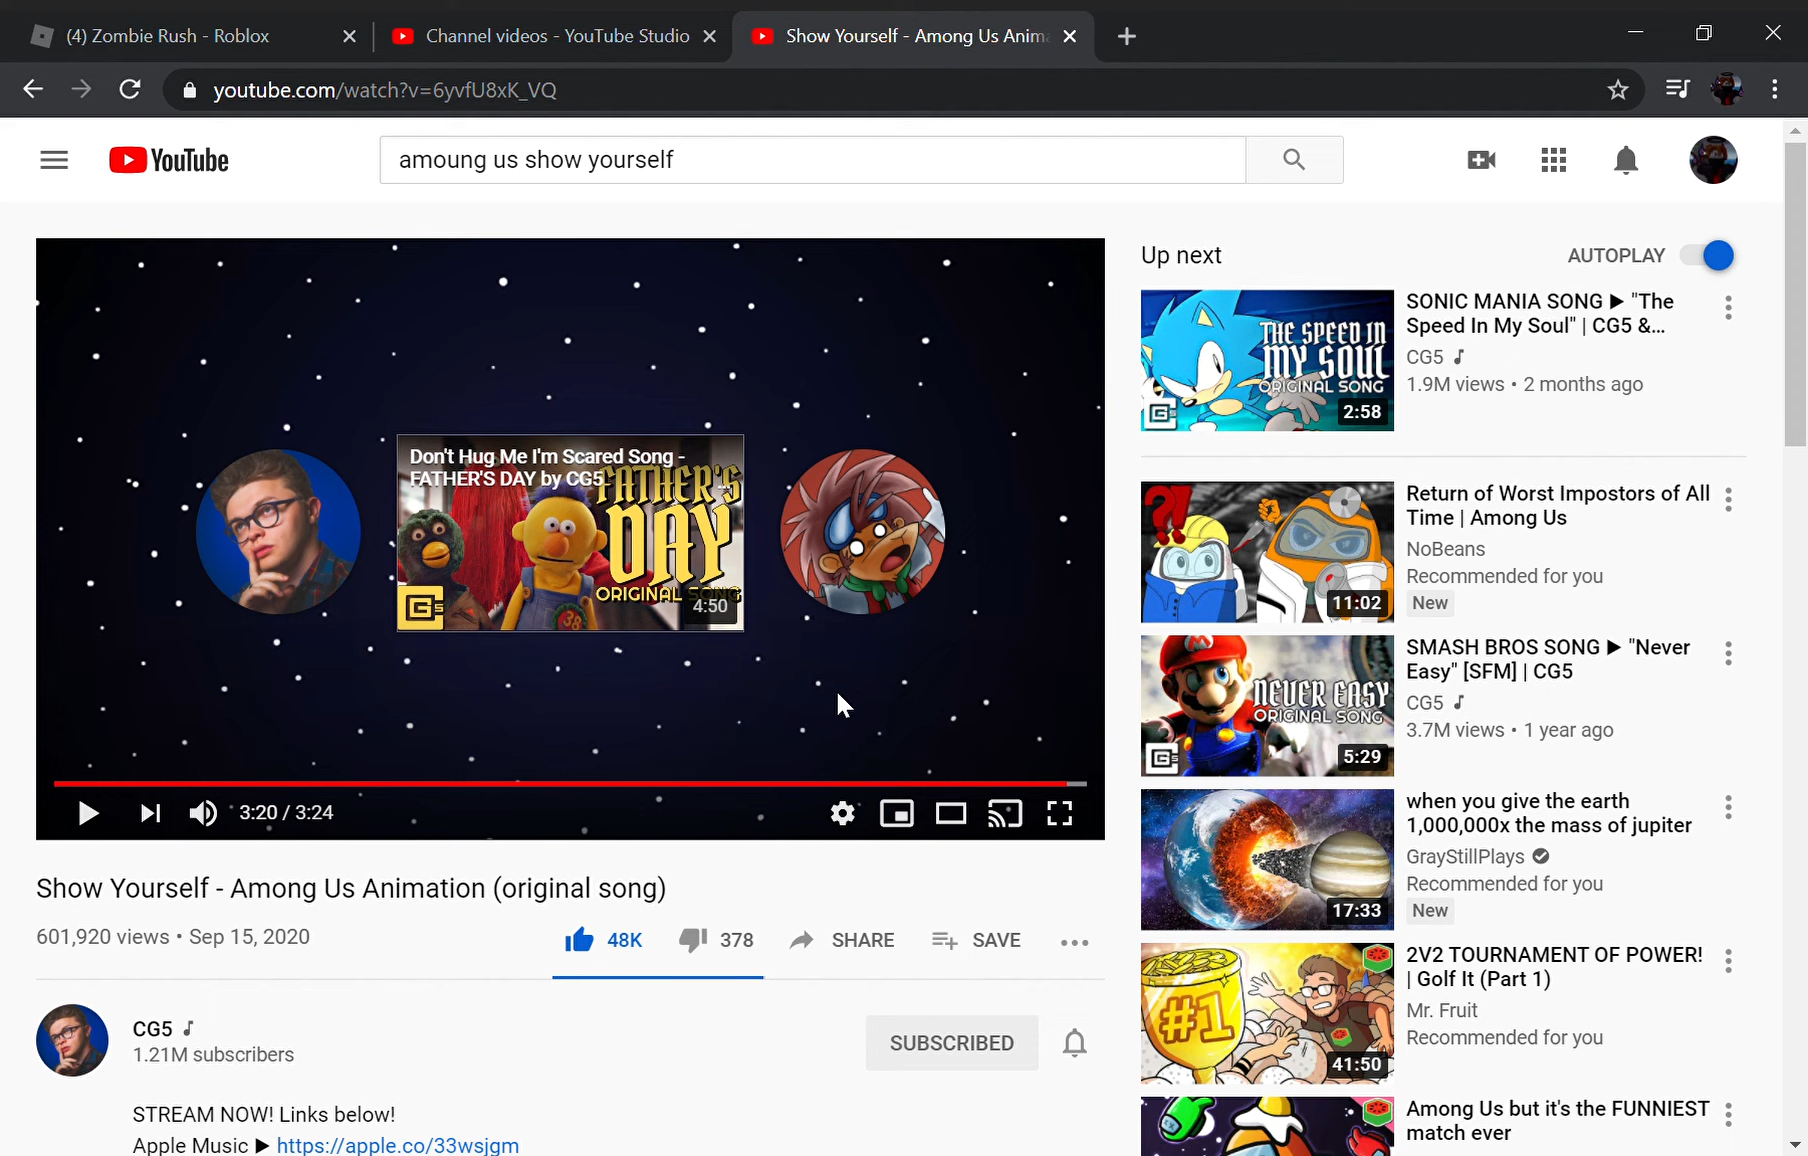 (4) Zombie Rush - Roblox
Channel videos - YouTube Studio
Show Yourself - Among Us Anima
youtube.com/watch?v=6yvfU8xK_VQ
YouTube
amoung us show yourself
Don't Hug Me I'm Scared Song -
FATHER'S DAY by CG5
FATHER'S
DAY
ORIGINAL SONG
4:50
38
3:20 / 3:24
Show Yourself - Among Us Animation (original song)
601,920 views • Sep 15, 2020
48K
378
SHARE
SAVE
CG5 ♪
1.21M subscribers
SUBSCRIBED
STREAM NOW! Links below!
Apple Music ▶ https://apple.co/33wsjgm
Up next
AUTOPLAY
THE SPEED IN
MY SOUL
ORIGINAL SONG
2:58
SONIC MANIA SONG ▶ "The
Speed In My Soul" | CG5 &...
CG5 ♪
1.9M views • 2 months ago
?!
11:02
Return of Worst Impostors of All
Time | Among Us
NoBeans
Recommended for you
New
NEVER EASY
ORIGINAL SONG
5:29
SMASH BROS SONG ▶ "Never
Easy" [SFM] | CG5
CG5 ♪
3.7M views • 1 year ago
17:33
when you give the earth
1,000,000x the mass of jupiter
GrayStillPlays
Recommended for you
New
#1
41:50
2V2 TOURNAMENT OF POWER!
| Golf It (Part 1)
Mr. Fruit
Recommended for you
Among Us but it's the FUNNIEST
match ever